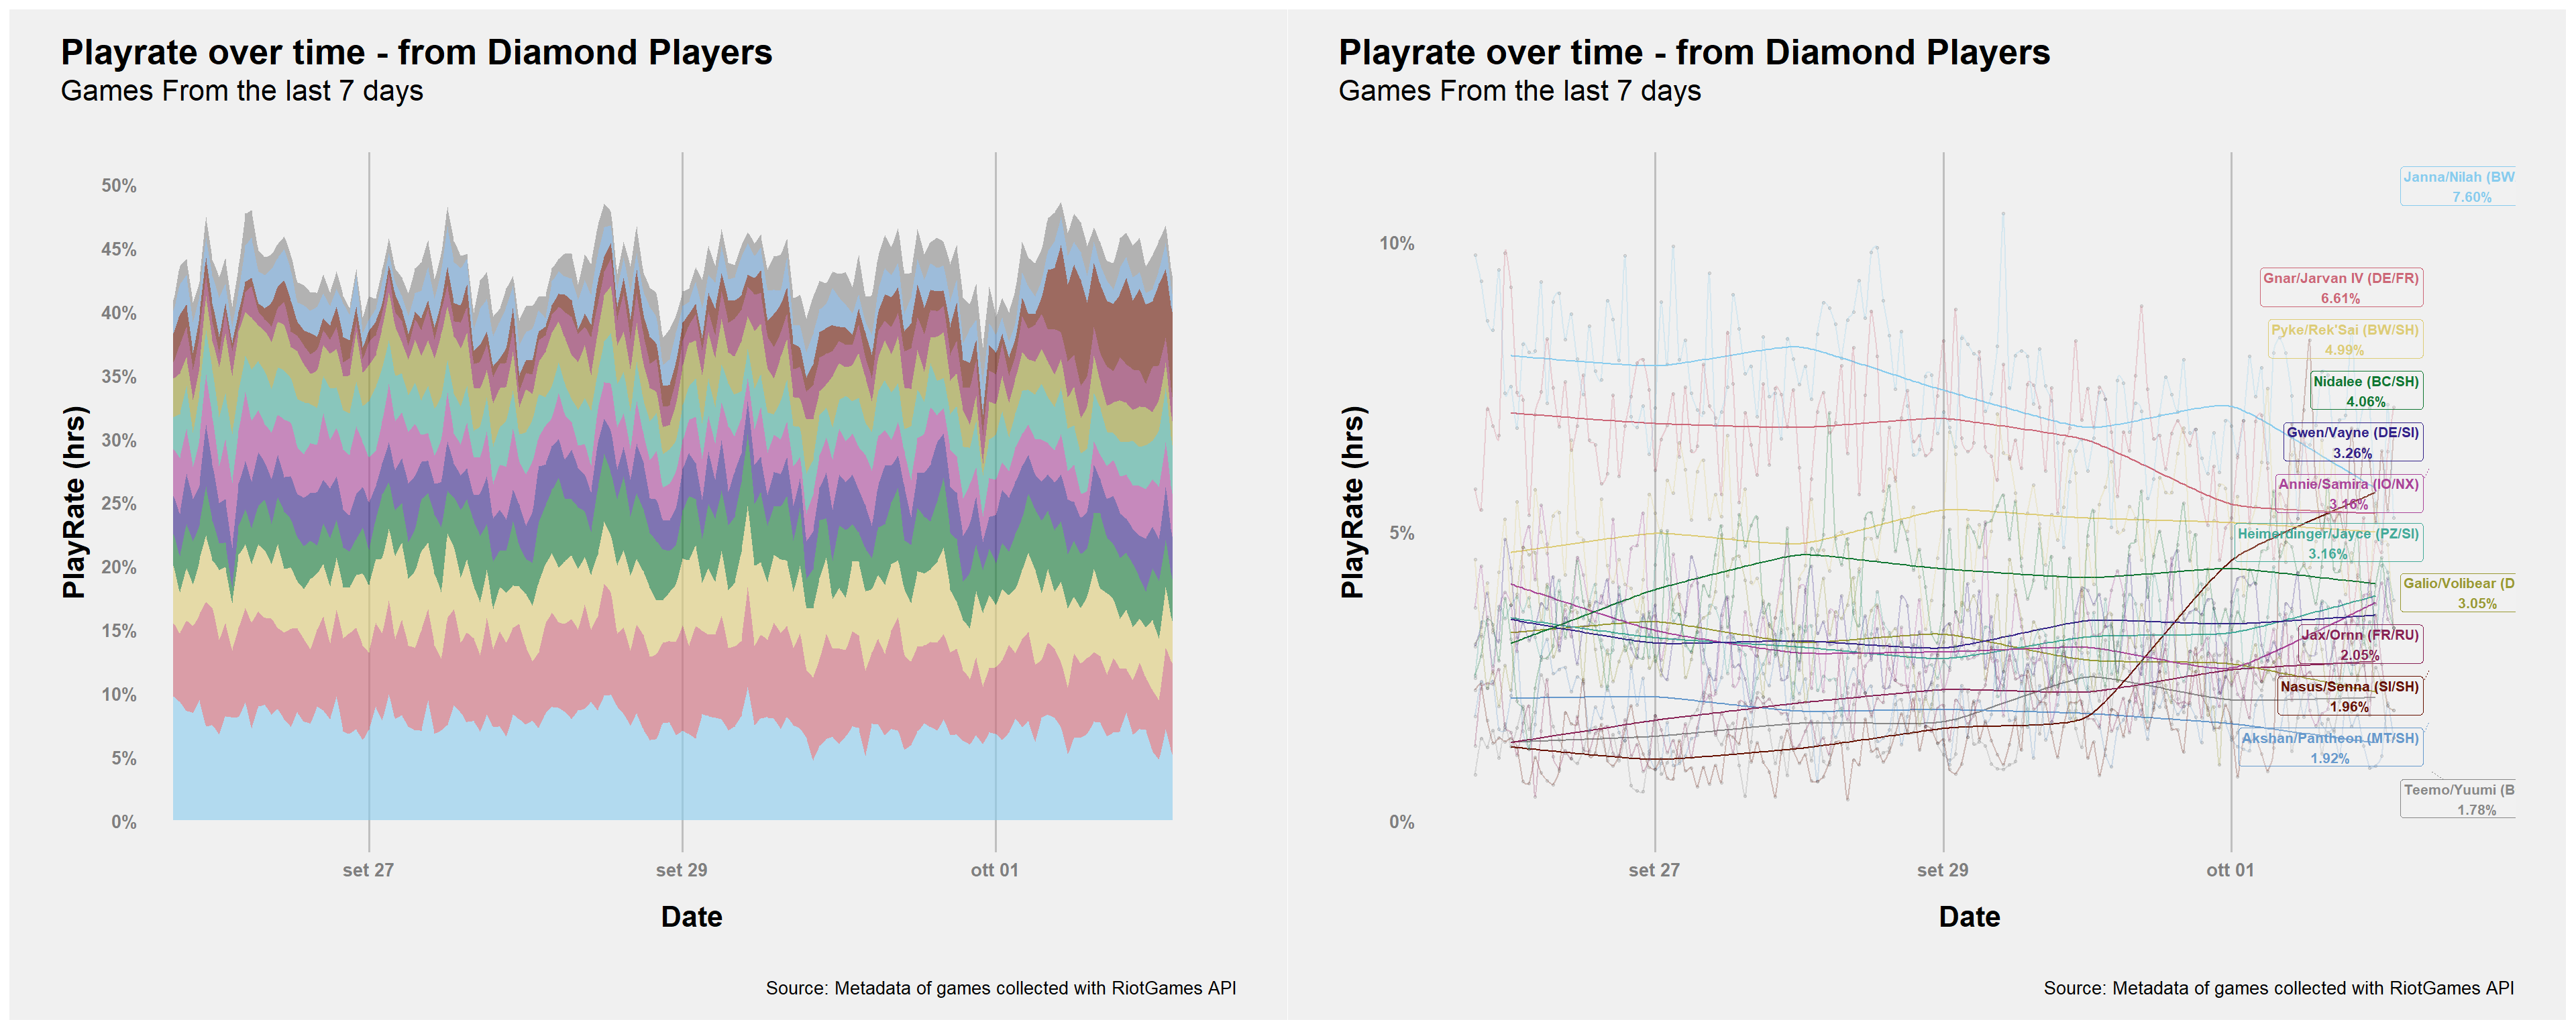 Playrate over time - from Diamond Players
Games From the last 7 days
PlayRate (hrs)
50%
45%
40%
35%
30%
25%
20%
15%
10%
5%
0%
set 27
set 29
ott 01
Date
Source: Metadata of games collected with RiotGames API
Playrate over time - from Diamond Players
Games From the last 7 days
PlayRate (hrs)
10%
5%
0%
Janna/Nilah (BW
7.60%
Gnar/Jarvan IV (DE/FR)
6.61%
Pyke/Rek'Sai (BW/SH)
4.99%
Nidalee (BC/SH)
4.06%
Gwen/Vayne (DE/SI)
3.26%
Annie/Samira (IO/NX)
3.16%
Heimerdinger/Jayce (PZ/SI)
3.16%
Galio/Volibear (D
3.05%
Jax/Ornn (FR/RU)
2.05%
Nasus/Senna (SI/SH)
1.96%
Akshan/Pantheon (MT/SH)
1.92%
Teemo/Yuumi (B
1.78%
set 27
set 29
ott 01
Date
Source: Metadata of games collected with RiotGames API